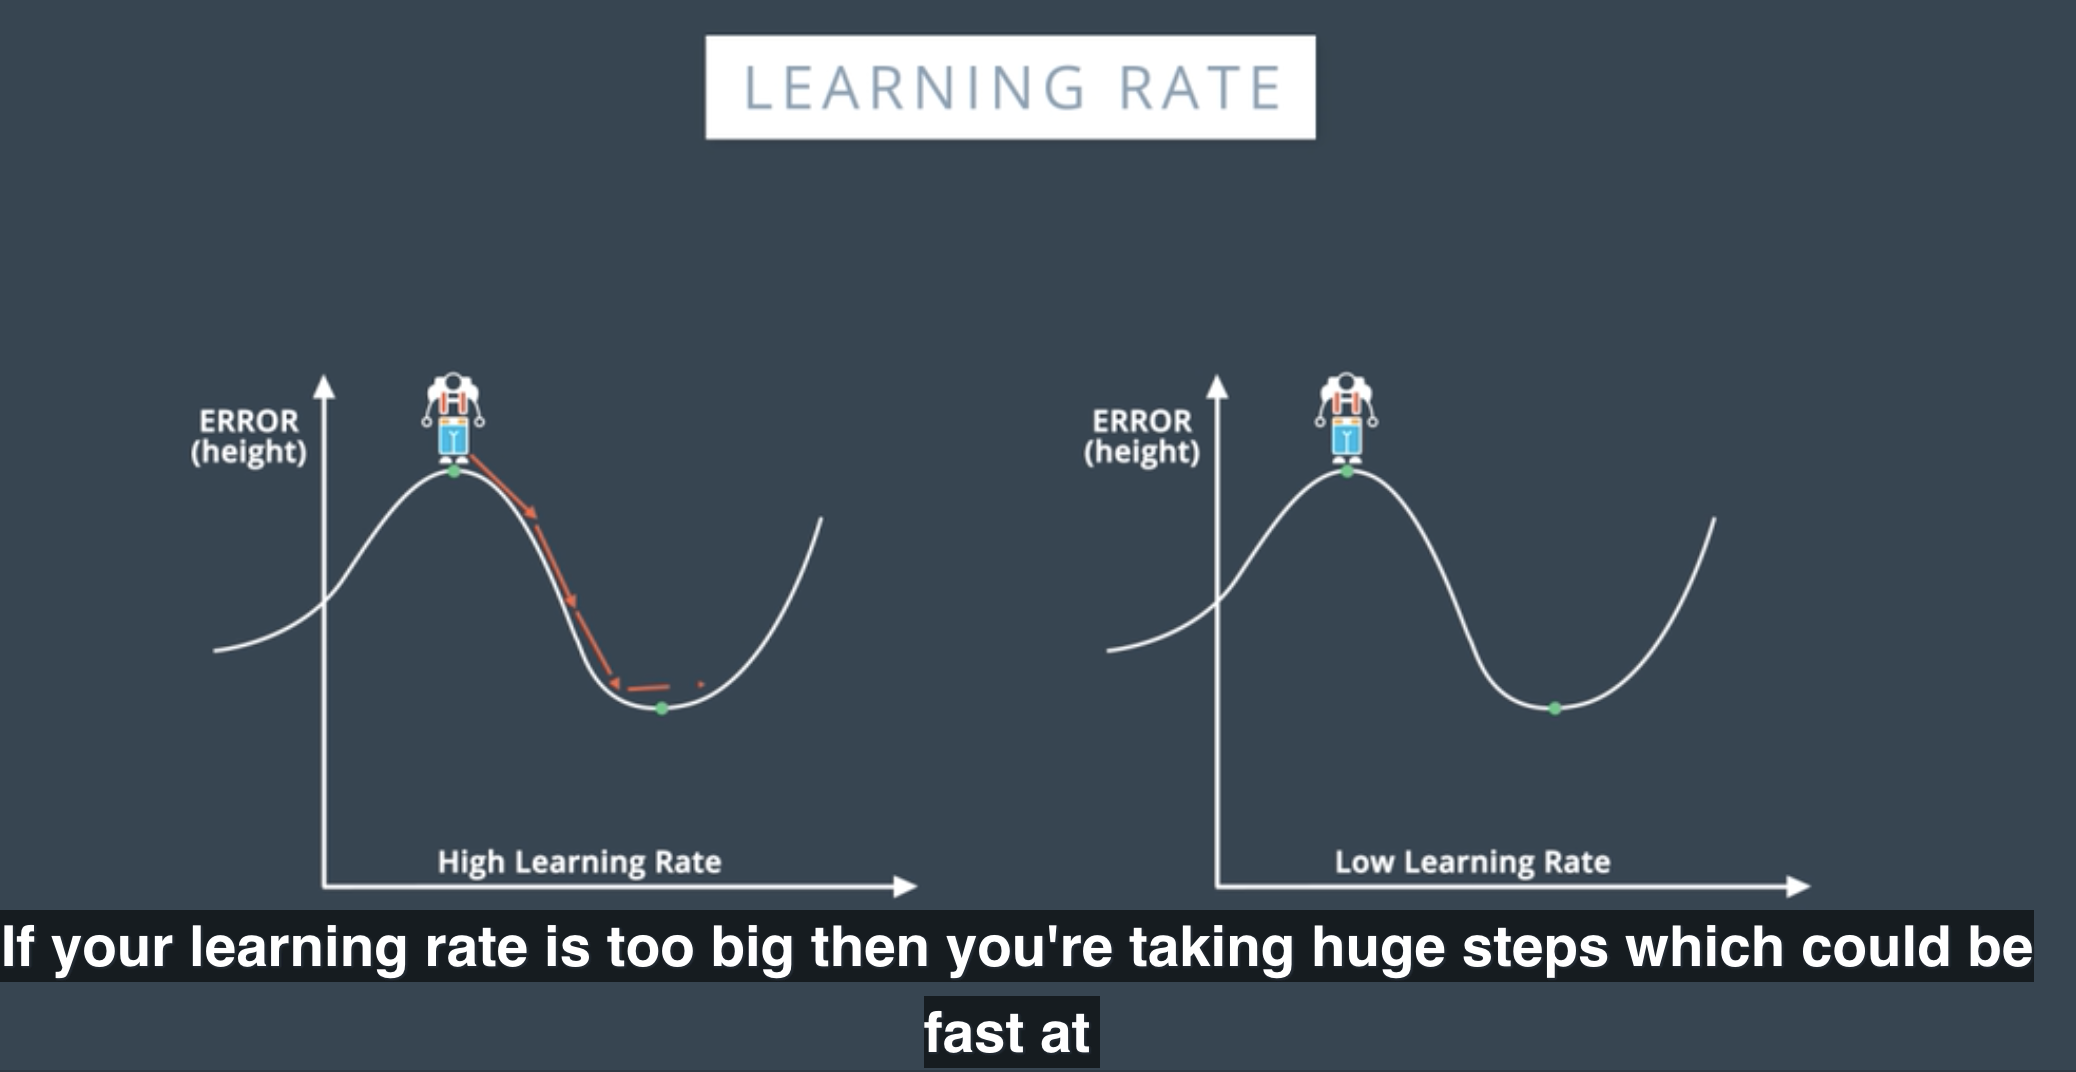 LEARNING RATE
ERROR
(height)
High Learning Rate
ERROR
(height)
Low Learning Rate
If your learning rate is too big then you're taking huge steps which could be
fast at